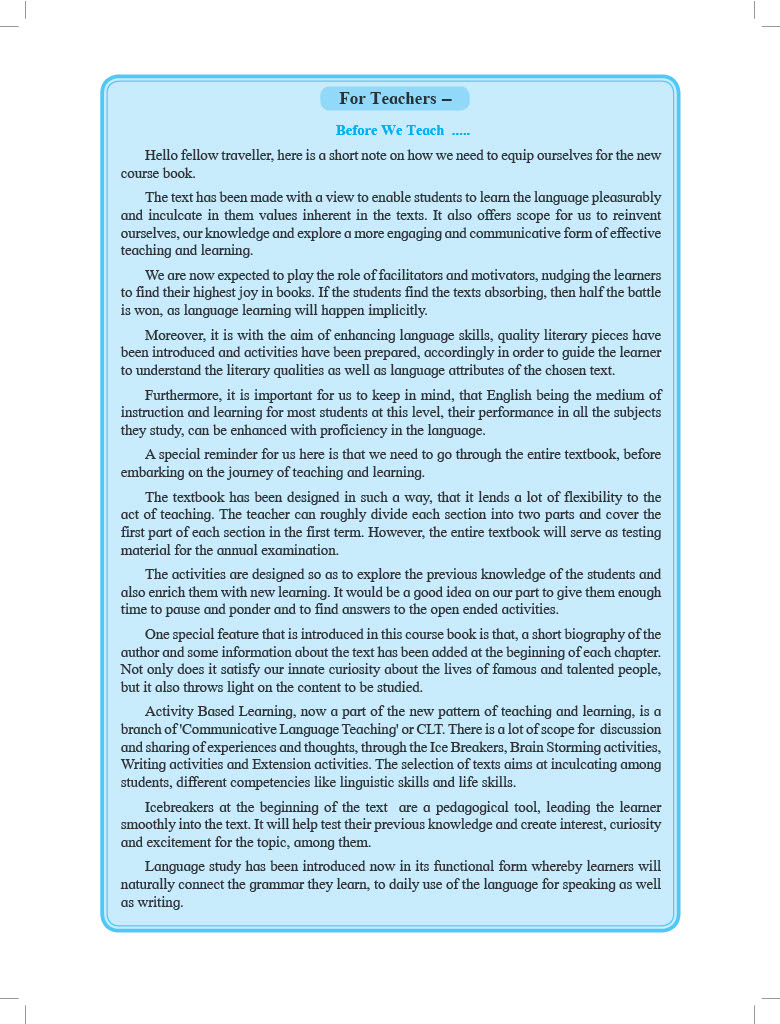 For Teachers –
Before We Teach .....
Hello fellow traveller, here is a short note on how we need to equip ourselves for the new
course book.
The text has been made with a view to enable students to learn the language pleasurably
and inculcate in them values inherent in the texts. It also offers scope for us to reinvent
ourselves, our knowledge and explore a more engaging and communicative form of effective
teaching and learning.
We are now expected to play the role of facilitators and motivators, nudging the learners
to find their highest joy in books. If the students find the texts absorbing, then half the battle
is won, as language learning will happen implicitly.
Moreover, it is with the aim of enhancing language skills, quality literary pieces have
been introduced and activities have been prepared, accordingly in order to guide the learner
to understand the literary qualities as well as language attributes of the chosen text.
Furthermore, it is important for us to keep in mind, that English being the medium of
instruction and learning for most students at this level, their performance in all the subjects
they study, can be enhanced with proficiency in the language.
A special reminder for us here is that we need to go through the entire textbook, before
embarking on the journey of teaching and learning.
The textbook has been designed in such a way, that it lends a lot of flexibility to the
act of teaching. The teacher can roughly divide each section into two parts and cover the
first part of each section in the first term. However, the entire textbook will serve as testing
material for the annual examination.
The activities are designed so as to explore the previous knowledge of the students and
also enrich them with new learning. It would be a good idea on our part to give them enough
time to pause and ponder and to find answers to the open ended activities.
One special feature that is introduced in this course book is that, a short biography of the
author and some information about the text has been added at the beginning of each chapter.
Not only does it satisfy our innate curiosity about the lives of famous and talented people,
but it also throws light on the content to be studied.
Activity Based Learning, now a part of the new pattern of teaching and learning, is a
branch of 'Communicative Language Teaching' or CLT. There is a lot of scope for discussion
and sharing of experiences and thoughts, through the Ice Breakers, Brain Storming activities,
Writing activities and Extension activities. The selection of texts aims at inculcating among
students, different competencies like linguistic skills and life skills.
Icebreakers at the beginning of the text are a pedagogical tool, leading the learner
smoothly into the text. It will help test their previous knowledge and create interest, curiosity
and excitement for the topic, among them.
Language study has been introduced now in its functional form whereby learners will
naturally connect the grammar they learn, to daily use of the language for speaking as well
as writing.